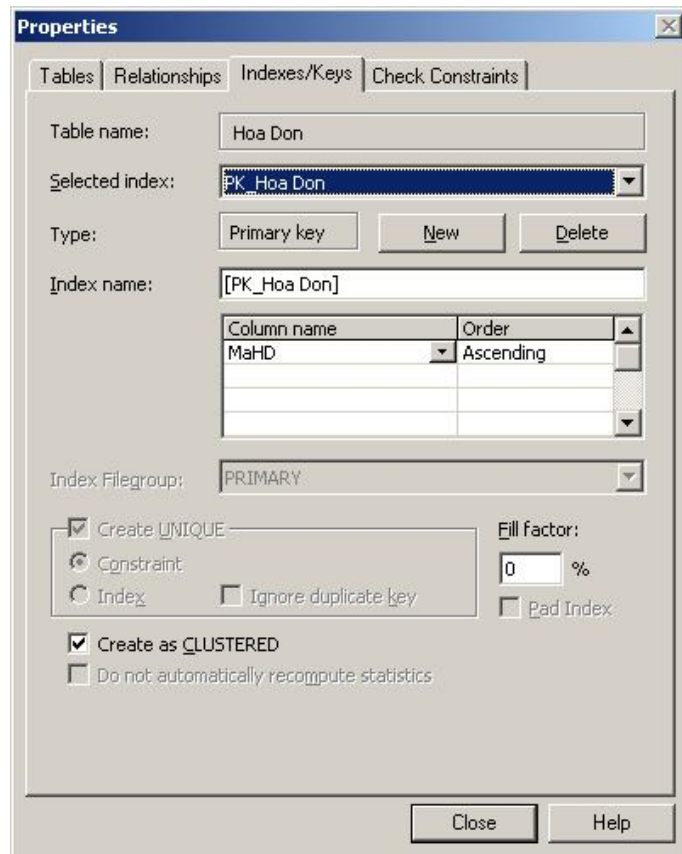 Properties
Tables Relationships Indexes/Keys Check Constraints
Table name: Hoa Don
Selected index: PK_Hoa Don
Type: Primary key New Delete
Index name: [PK_Hoa Don]
Column name Order
MaHD Ascending
Index Filegroup: PRIMARY
Create UNIQUE Fill factor:
Constraint 0 %
Index Ignore duplicate key Pad Index
Create as CLUSTERED
Do not automatically recompute statistics
Close Help